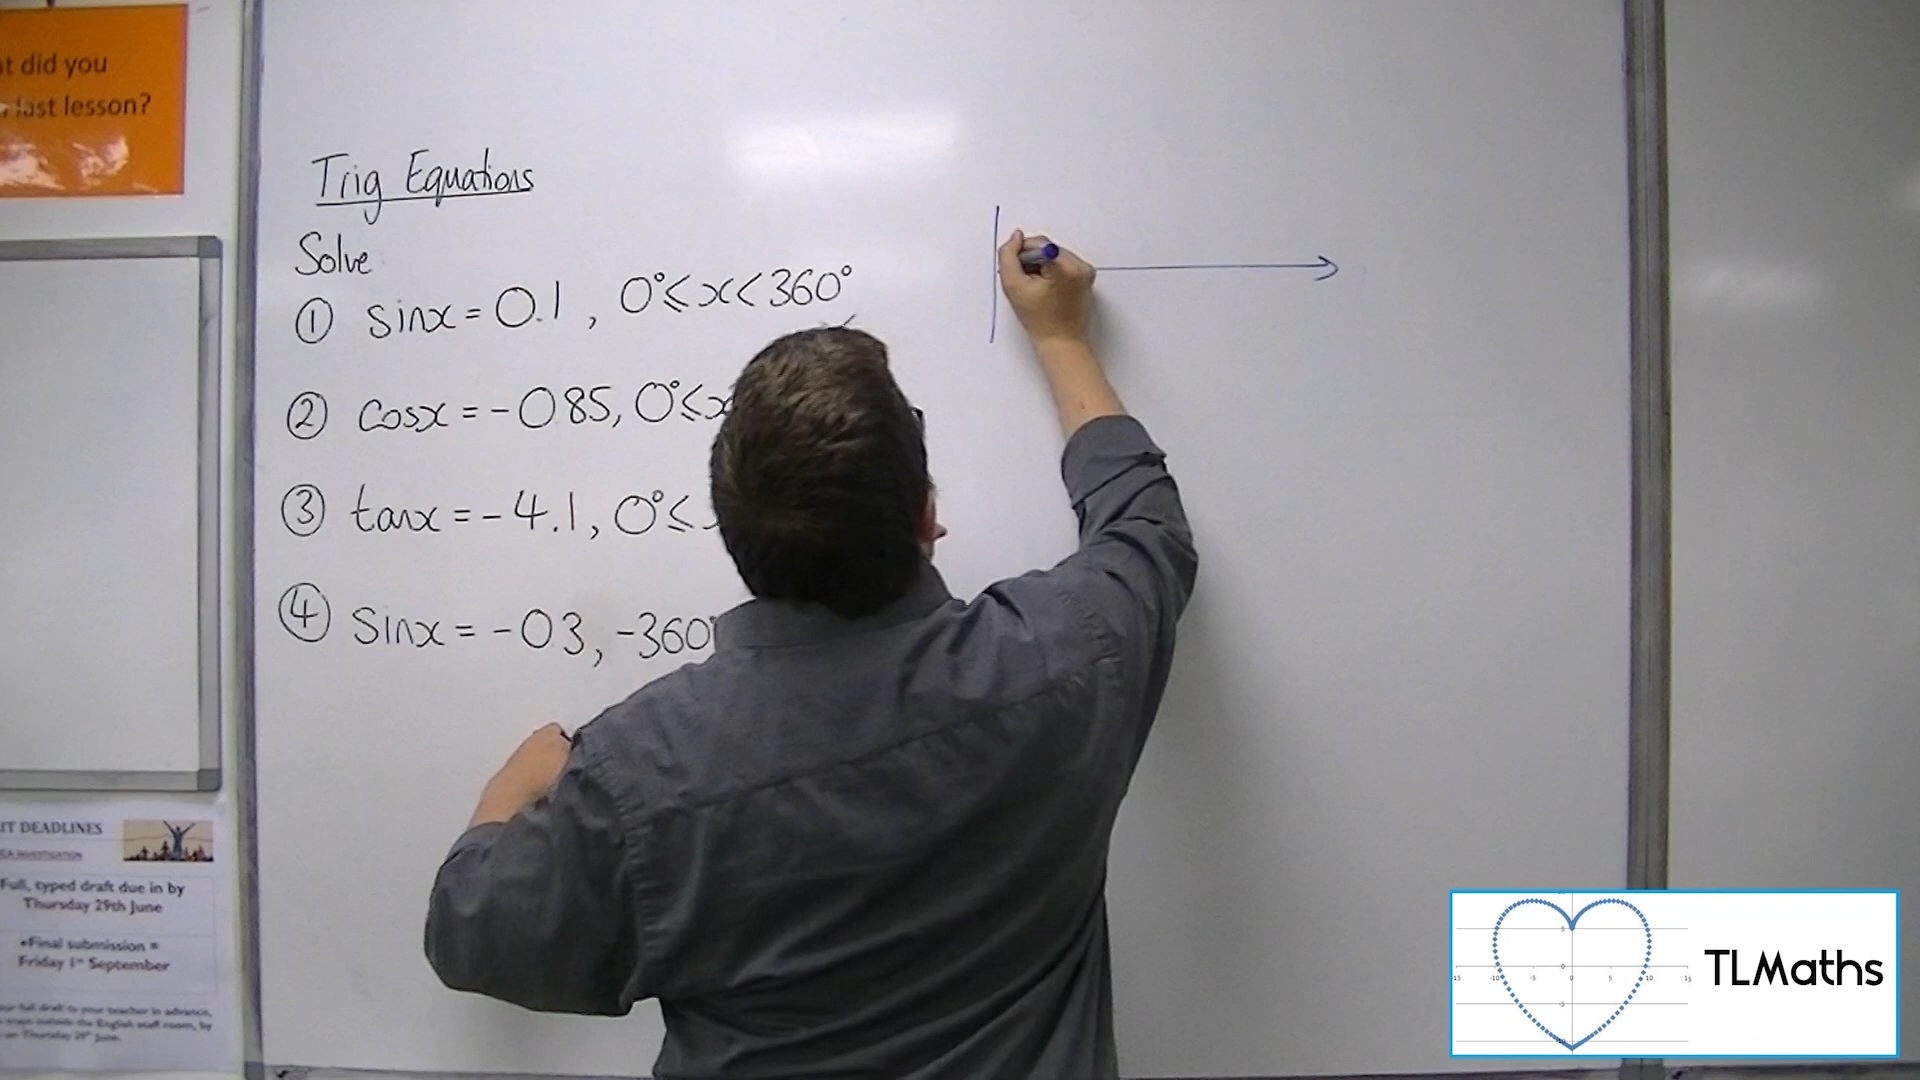 t did you
last lesson?
Trig Equations
Solve
① sinx = 0.1 , 0°≤x<360°
② cosx = -0.85, 0°≤x
③ tanx = -4.1, 0°≤
④ sinx = -0.3, -360°
IT DEADLINES
Full, typed draft due in by
Thursday 29th June
•Final submission =
Friday 1st September
TLMaths